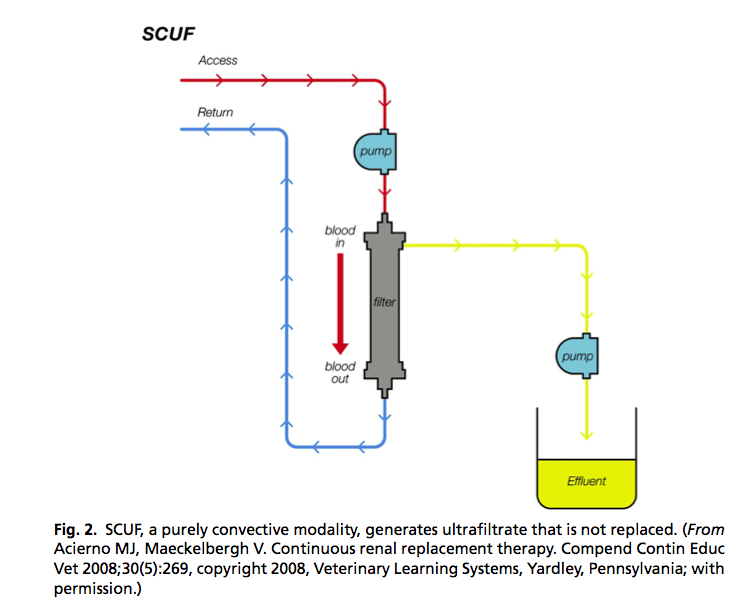 SCUF
Access
Return
pump
blood
in
filter
pump
blood
out
Effluent
Fig. 2. SCUF, a purely convective modality, generates ultrafiltrate that is not replaced. (From
Acierno MJ, Maeckelbergh V. Continuous renal replacement therapy. Compend Contin Educ
Vet 2008;30(5):269, copyright 2008, Veterinary Learning Systems, Yardley, Pennsylvania; with
permission.)